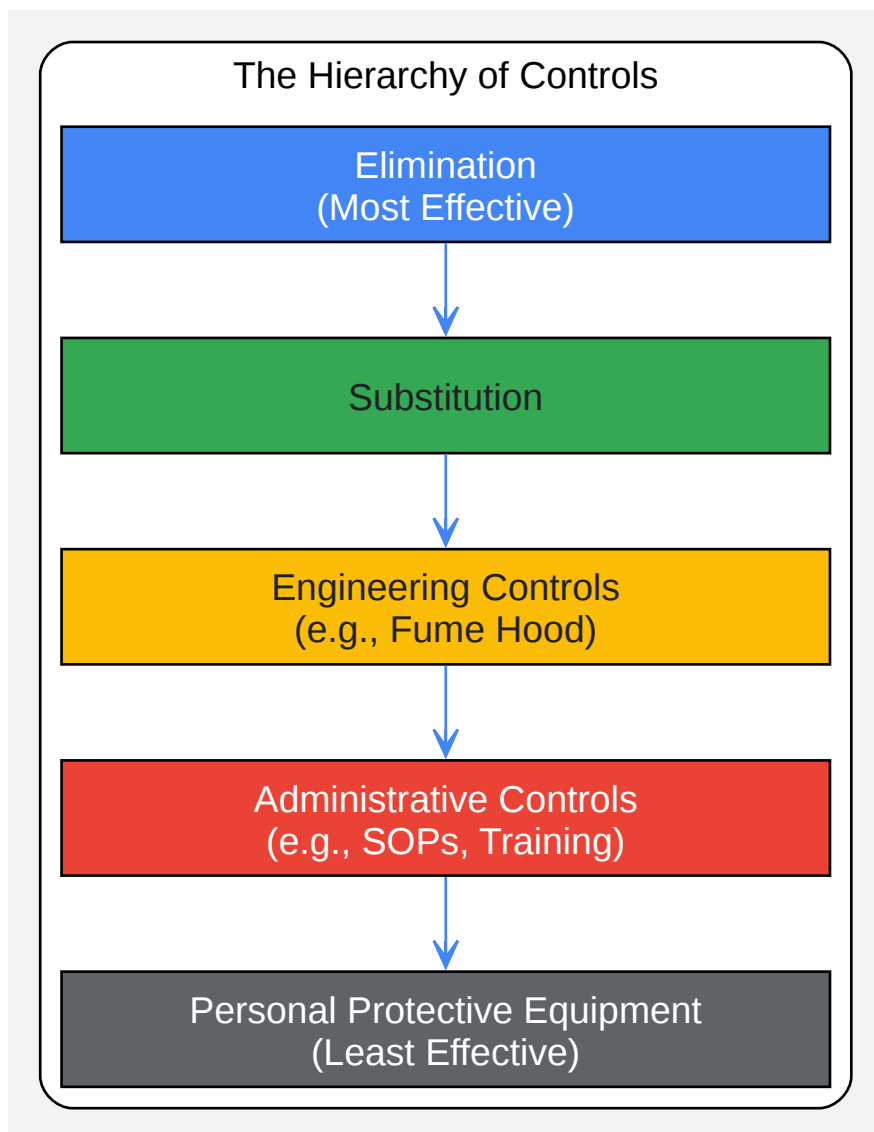 The Hierarchy of Controls
Elimination
(Most Effective)
Substitution
Engineering Controls
(e.g., Fume Hood)
Administrative Controls
(e.g., SOPs, Training)
Personal Protective Equipment
(Least Effective)